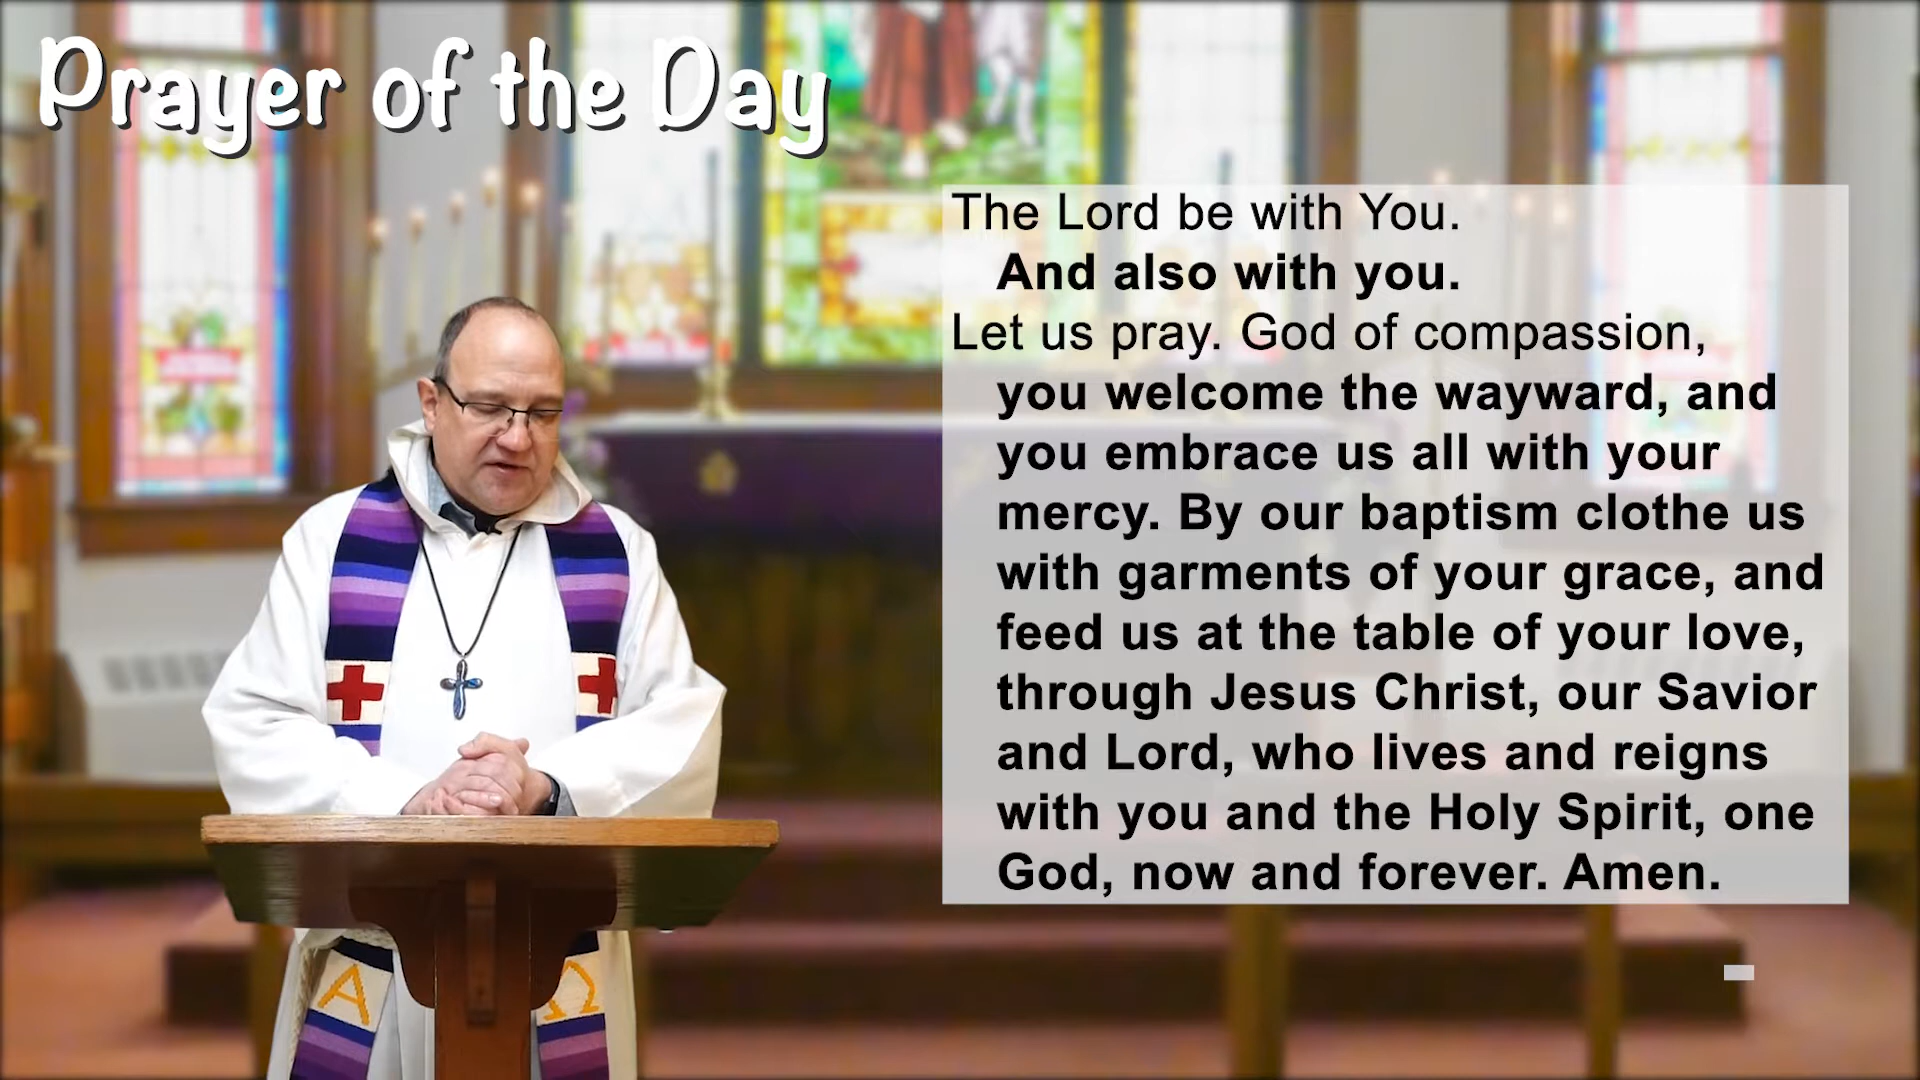 Prayer of the Day
The Lord be with You.
And also with you.
Let us pray. God of compassion,
you welcome the wayward, and
you embrace us all with your
mercy. By our baptism clothe us
with garments of your grace, and
feed us at the table of your love,
through Jesus Christ, our Savior
and Lord, who lives and reigns
with you and the Holy Spirit, one
God, now and forever. Amen.
Α
Ω